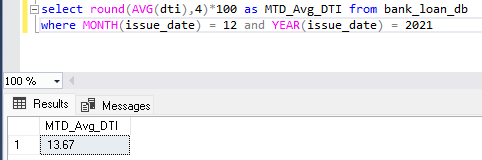 select round(AVG(dti),4)*100 as MTD_Avg_DTI from bank_loan_db
where MONTH(issue_date) = 12 and YEAR(issue_date) = 2021
100 %
Results Messages
MTD_Avg_DTI
1 13.67